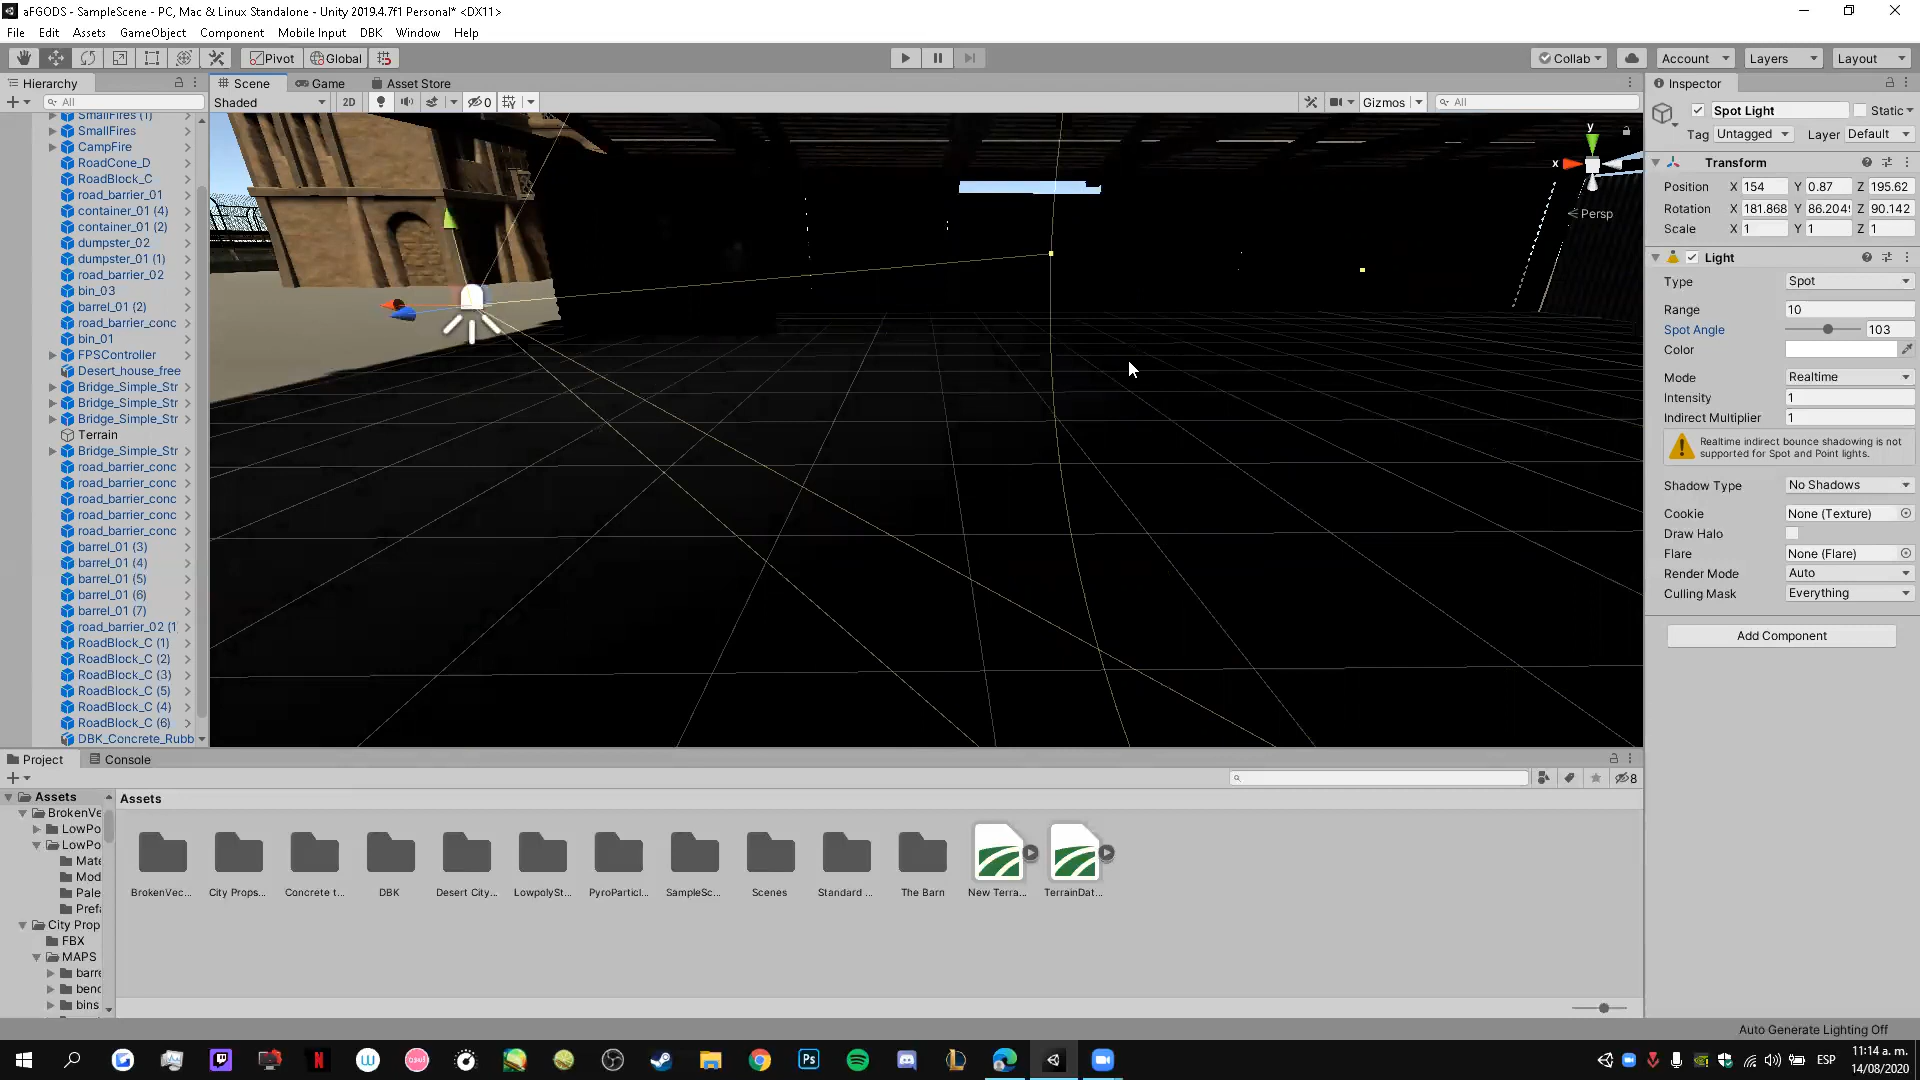 aFGODS - SampleScene - PC, Mac & Linux Standalone - Unity 2019.4.7f1 Personal* <DX11>
File Edit Assets GameObject Component Mobile Input DBK Window Help
Pivot Global Collab Account Layers Layout
Hierarchy
All
SmallFires (1)
SmallFires
CampFire
RoadCone_D
RoadBlock_C
road_barrier_01
container_01 (4)
container_01 (2)
dumpster_02
dumpster_01 (1)
road_barrier_02
bin_03
barrel_01 (2)
road_barrier_conc
bin_01
FPSController
Desert_house_free
Bridge_Simple_Str
Bridge_Simple_Str
Bridge_Simple_Str
Terrain
Bridge_Simple_Str
road_barrier_conc
road_barrier_conc
road_barrier_conc
road_barrier_conc
road_barrier_conc
barrel_01 (3)
barrel_01 (4)
barrel_01 (5)
barrel_01 (6)
barrel_01 (7)
road_barrier_02 (1
RoadBlock_C (1)
RoadBlock_C (2)
RoadBlock_C (3)
RoadBlock_C (5)
RoadBlock_C (4)
RoadBlock_C (6)
DBK_Concrete_Rubb
Scene Game Asset Store
Shaded 2D 0 Gizmos All
y
x
Persp
Inspector
Spot Light Static
Tag Untagged Layer Default
Transform
Position X 154 Y 0.87 Z 195.62
Rotation X 181.868 Y 86.204 Z 90.142
Scale X 1 Y 1 Z 1
Light
Type Spot
Range 10
Spot Angle 103
Color
Mode Realtime
Intensity 1
Indirect Multiplier 1
Realtime indirect bounce shadowing is not
supported for Spot and Point lights.
Shadow Type No Shadows
Cookie None (Texture)
Draw Halo
Flare None (Flare)
Render Mode Auto
Culling Mask Everything
Add Component
Project Console
8
Assets
BrokenVe
LowPo
LowPo
Mate
Mod
Pale
Prefa
City Prop
FBX
MAPS
barre
benc
bins
Assets
BrokenVec... City Props... Concrete t... DBK Desert City... LowpolySt... PyroParticl... SampleSc... Scenes Standard ... The Barn New Terra... TerrainDat...
Auto Generate Lighting Off
Ps
ESP
11:14 a. m.
14/08/2020